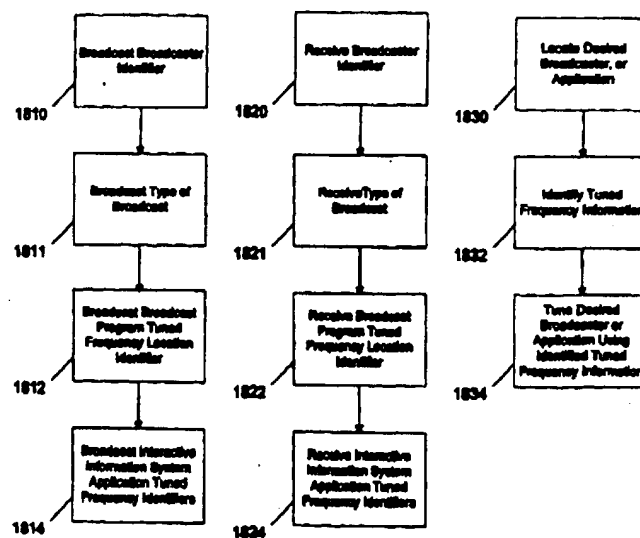 Broadcast Broadcaster
Identifier
1810
Broadcast Type of
Broadcast
1811
Broadcast Broadcast
Program Tuned
Frequency Location
Identifier
1812
Broadcast Interactive
Information System
Application Tuned
Frequency Identifiers
1814
Receive Broadcaster
Identifier
1820
ReceiveType of
Broadcast
1821
Receive Broadcast
Program Tuned
Frequency Location
Identifier
1822
Receive Interactive
Information System
Application Tuned
Frequency Identifiers
1824
Locate Desired
Broadcaster, or
Application
1830
Identify Tuned
Frequency Information
1832
Tune Desired
Broadcaster or
Application Using
Identified Tuned
Frequency Information
1834